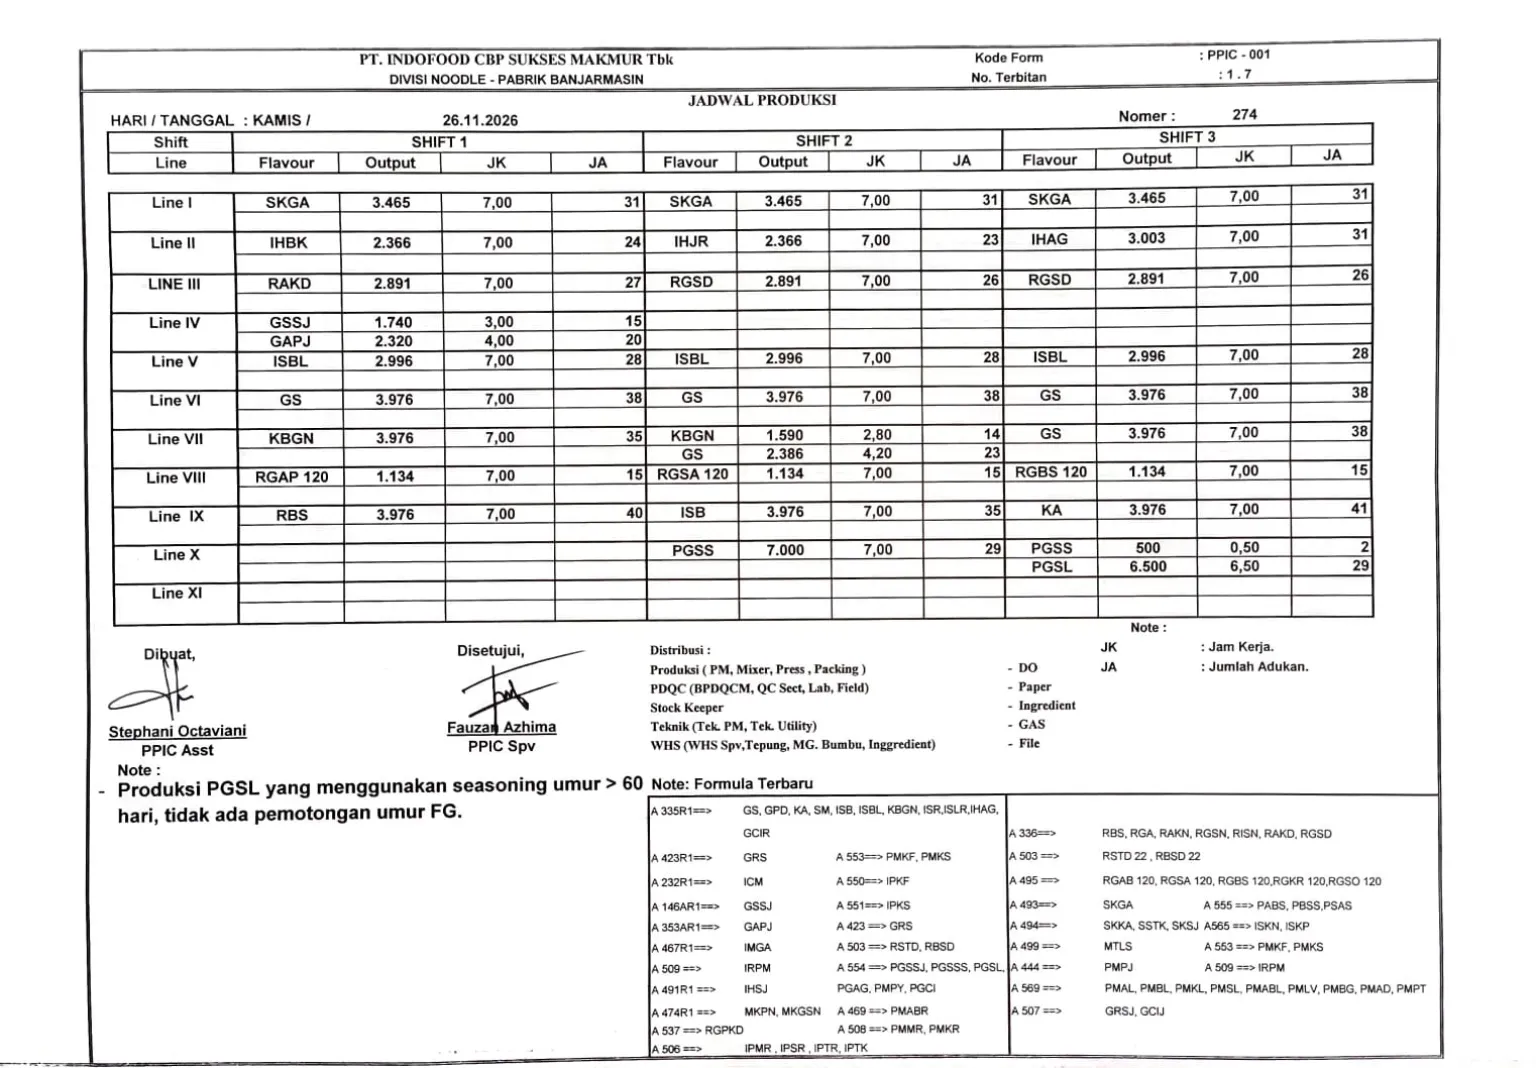 PT. INDOFOOD CBP SUKSES MAKMUR Tbk Kode Form : PPIC - 001
DIVISI NOODLE - PABRIK BANJARMASIN No. Terbitan : 1 . 7
JADWAL PRODUKSI
HARI / TANGGAL : KAMIS / 26.11.2026 Nomer : 274
Shift SHIFT 1 SHIFT 2 SHIFT 3
Line Flavour Output JK JA Flavour Output JK JA Flavour Output JK JA
Line I SKGA 3.465 7,00 31 SKGA 3.465 7,00 31 SKGA 3.465 7,00 31
Line II IHBK 2.366 7,00 24 IHJR 2.366 7,00 23 IHAG 3.003 7,00 31
LINE III RAKD 2.891 7,00 27 RGSD 2.891 7,00 26 RGSD 2.891 7,00 26
Line IV GSSJ 1.740 3,00 15
GAPJ 2.320 4,00 20
Line V ISBL 2.996 7,00 28 ISBL 2.996 7,00 28 ISBL 2.996 7,00 28
Line VI GS 3.976 7,00 38 GS 3.976 7,00 38 GS 3.976 7,00 38
Line VII KBGN 3.976 7,00 35 KBGN 1.590 2,80 14 GS 3.976 7,00 38
GS 2.386 4,20 23
Line VIII RGAP 120 1.134 7,00 15 RGSA 120 1.134 7,00 15 RGBS 120 1.134 7,00 15
Line IX RBS 3.976 7,00 40 ISB 3.976 7,00 35 KA 3.976 7,00 41
Line X PGSS 7.000 7,00 29 PGSS 500 0,50 2
PGSL 6.500 6,50 29
Line XI
Note :
Dibuat, Disetujui, Distribusi : JK : Jam Kerja.
Produksi ( PM, Mixer, Press , Packing ) - DO JA : Jumlah Adukan.
PDQC (BPDQCM, QC Sect, Lab, Field) - Paper
Stock Keeper - Ingredient
Stephani Octaviani Fauzan Azhima Teknik (Tek. PM, Tek. Utility) - GAS
PPIC Asst PPIC Spv WHS (WHS Spv,Tepung, MG. Bumbu, Inggredient) - File
Note :
- Produksi PGSL yang menggunakan seasoning umur > 60
hari, tidak ada pemotongan umur FG.
Note: Formula Terbaru
A 335R1==> GS, GPD, KA, SM, ISB, ISBL, KBGN, ISR,ISLR,IHAG,
GCIR A 336==> RBS, RGA, RAKN, RGSN, RISN, RAKD, RGSD
A 423R1==> GRS A 553==> PMKF, PMKS A 503 ==> RSTD 22 , RBSD 22
A 232R1==> ICM A 550==> IPKF A 495 ==> RGAB 120, RGSA 120, RGBS 120,RGKR 120,RGSO 120
A 146AR1==> GSSJ A 551==> IPKS A 493==> SKGA A 555 ==> PABS, PBSS,PSAS
A 353AR1==> GAPJ A 423 ==> GRS A 494==> SKKA, SSTK, SKSJ A565 ==> ISKN, ISKP
A 467R1==> IMGA A 503 ==> RSTD, RBSD A 499 ==> MTLS A 553 ==> PMKF, PMKS
A 509 ==> IRPM A 554 ==> PGSSJ, PGSSS, PGSL, A 444 ==> PMPJ A 509 ==> IRPM
A 491R1 ==> IHSJ PGAG, PMPY, PGCI A 569 ==> PMAL, PMBL, PMKL, PMSL, PMABL, PMLV, PMBG, PMAD, PMPT
A 474R1 ==> MKPN, MKGSN A 469 ==> PMABR A 507 ==> GRSJ, GCIJ
A 537 ==> RGPKD A 508 ==> PMMR, PMKR
A 506 ==> IPMR , IPSR , IPTR, IPTK